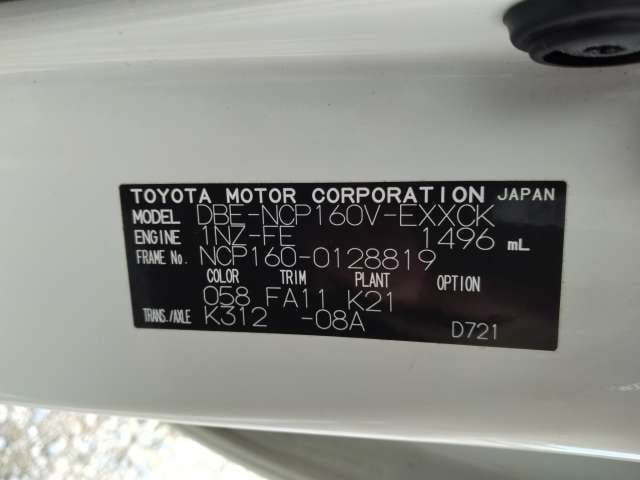 TOYOTA MOTOR CORPORATION JAPAN
MODEL DBE-NCP160V-EXXCK
ENGINE 1NZ-FE 1496 mL
FRAME No. NCP160-0128819
COLOR TRIM PLANT OPTION
058 FA11 K21
TRANS./AXLE K312 -08A D721